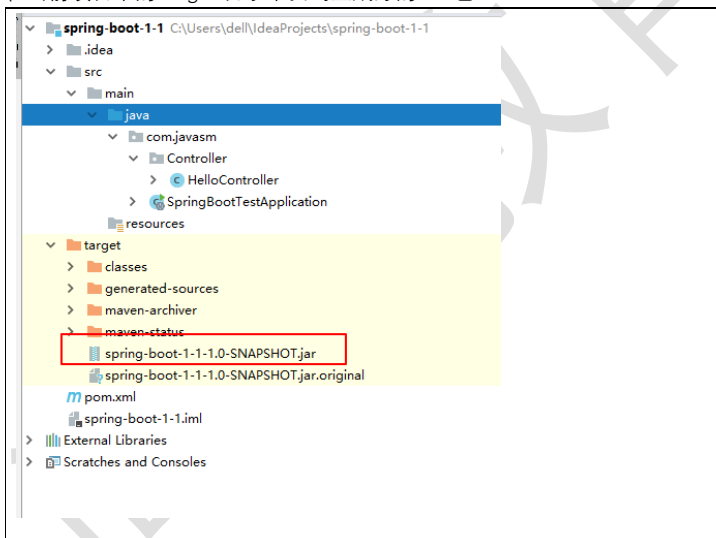 spring-boot-1-1 C:\Users\dell\IdeaProjects\spring-boot-1-1
.idea
src
main
java
com.javasm
Controller
HelloController
SpringBootTestApplication
resources
target
classes
generated-sources
maven-archiver
maven-status
spring-boot-1-1-1.0-SNAPSHOT.jar
spring-boot-1-1-1.0-SNAPSHOT.jar.original
pom.xml
spring-boot-1-1.iml
External Libraries
Scratches and Consoles